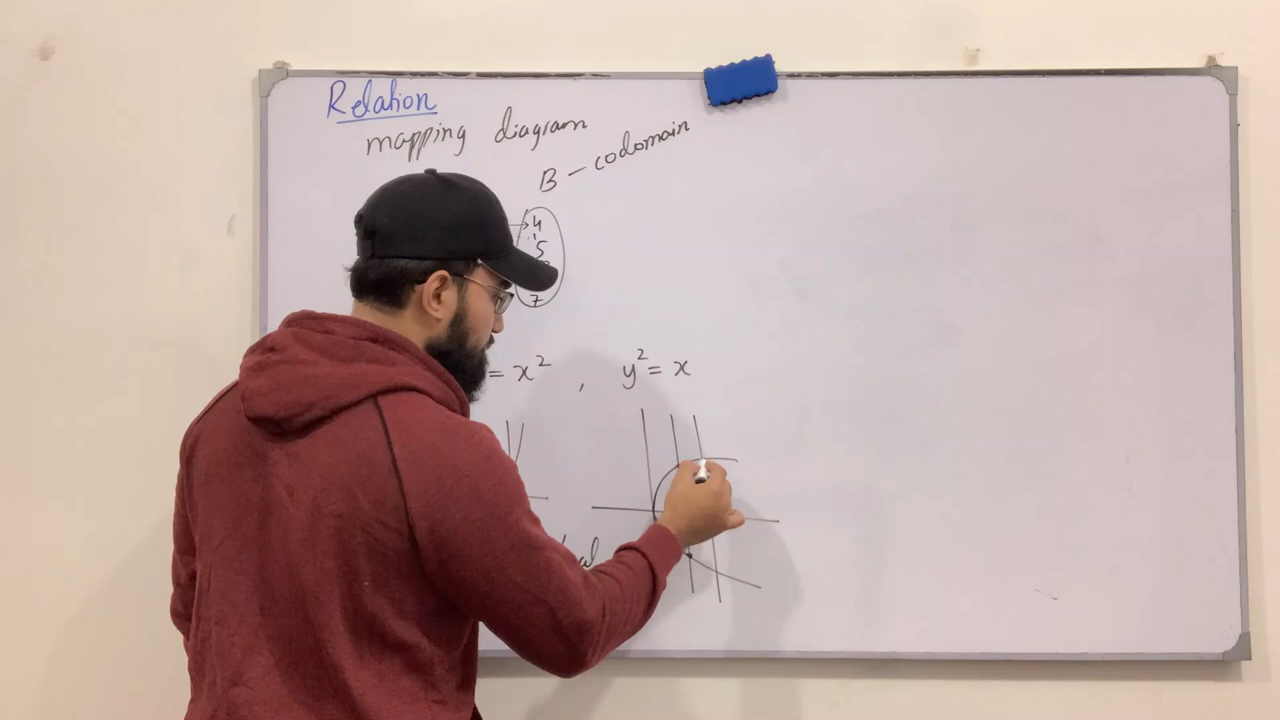 Relation
mapping diagram
B - codomain
4
5
7
= x² , y² = x